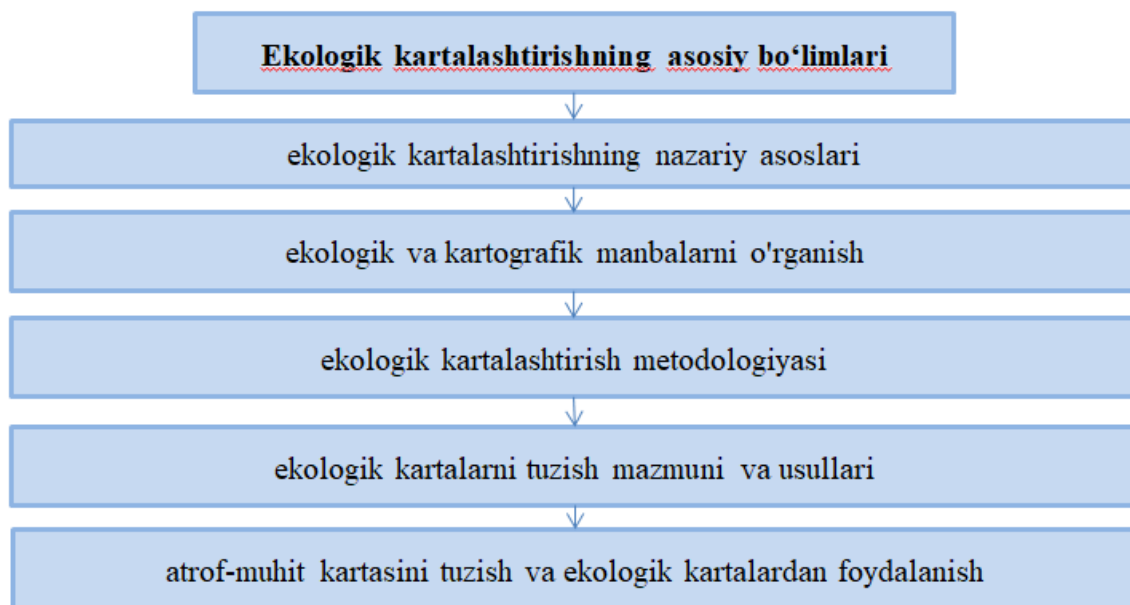 Ekologik kartalashtirishning asosiy bo‘limlari
ekologik kartalashtirishning nazariy asoslari
ekologik va kartografik manbalarni o'rganish
ekologik kartalashtirish metodologiyasi
ekologik kartalarni tuzish mazmuni va usullari
atrof-muhit kartasini tuzish va ekologik kartalardan foydalanish